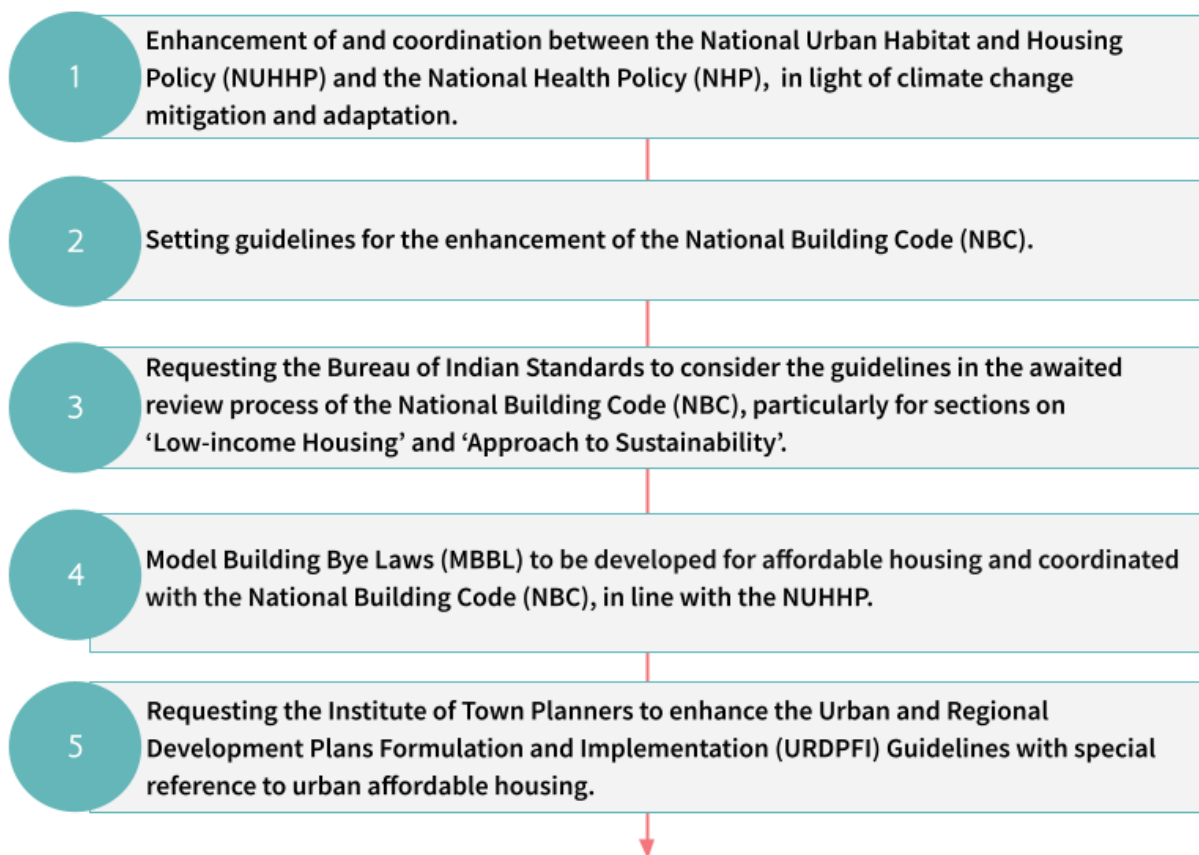 1
Enhancement of and coordination between the National Urban Habitat and Housing
Policy (NUHHP) and the National Health Policy (NHP),  in light of climate change
mitigation and adaptation.
2
Setting guidelines for the enhancement of the National Building Code (NBC).
3
Requesting the Bureau of Indian Standards to consider the guidelines in the awaited
review process of the National Building Code (NBC), particularly for sections on
‘Low-income Housing’ and ‘Approach to Sustainability’.
4
Model Building Bye Laws (MBBL) to be developed for affordable housing and coordinated
with the National Building Code (NBC), in line with the NUHHP.
5
Requesting the Institute of Town Planners to enhance the Urban and Regional
Development Plans Formulation and Implementation (URDPFI) Guidelines with special
reference to urban affordable housing.